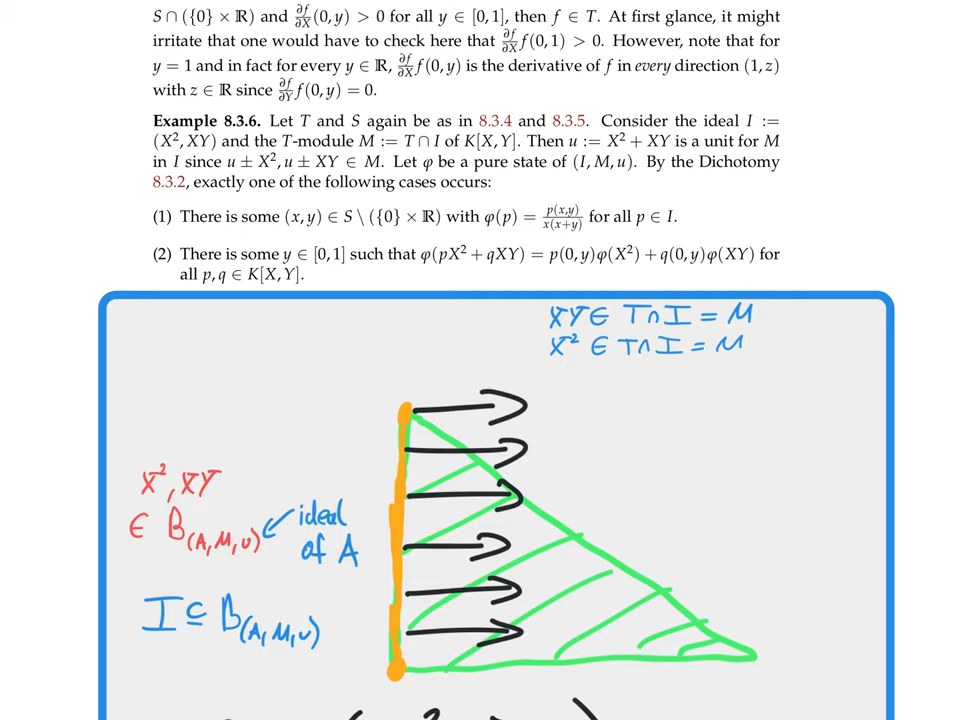 S ∩ ({0} × ℝ) and ∂f/∂X(0, y) > 0 for all y ∈ [0, 1], then f ∈ T. At first glance, it might
irritate that one would have to check here that ∂f/∂X f(0, 1) > 0. However, note that for
y = 1 and in fact for every y ∈ ℝ, ∂f/∂X f(0, y) is the derivative of f in every direction (1, z)
with z ∈ ℝ since ∂f/∂Y f(0, y) = 0.
Example 8.3.6. Let T and S again be as in 8.3.4 and 8.3.5. Consider the ideal I :=
(X², XY) and the T-module M := T ∩ I of K[X, Y]. Then u := X² + XY is a unit for M
in I since u ± X², u ± XY ∈ M. Let φ be a pure state of (I, M, u). By the Dichotomy
8.3.2, exactly one of the following cases occurs:
(1) There is some (x, y) ∈ S \ ({0} × ℝ) with φ(p) = p(x,y)/x(x+y) for all p ∈ I.
(2) There is some y ∈ [0, 1] such that φ(pX² + qXY) = p(0, y)φ(X²) + q(0, y)φ(XY) for
all p, q ∈ K[X, Y].
XY ∈ T∩I = M
X² ∈ T∩I = M
X², XY
∈ B(A,M,U) ideal
of A
I ⊆ B(A,M,U)